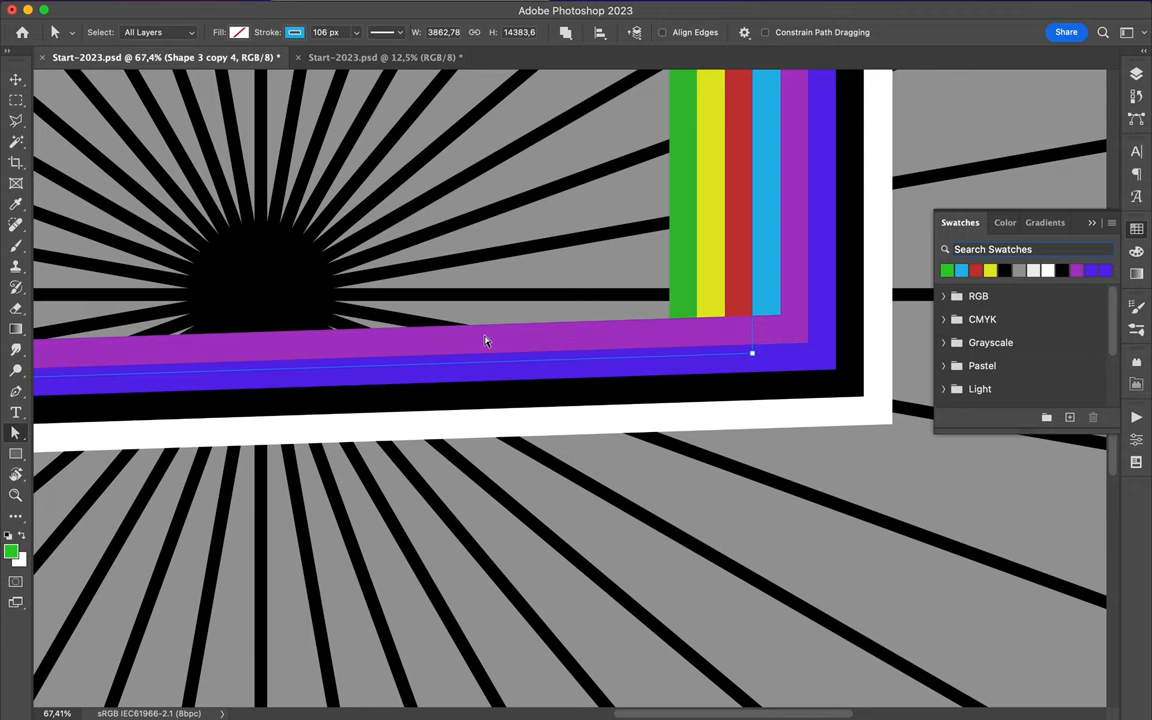 Adobe Photoshop 2023
Select: All Layers Fill: Stroke: 106 px W: 3862,78 H: 14383,6 Align Edges Constrain Path Dragging Share
Start-2023.psd @ 67,4% (Shape 3 copy 4, RGB/8) * Start-2023.psd @ 12,5% (RGB/8) *
Swatches Color Gradients
Search Swatches
RGB
CMYK
Grayscale
Pastel
Light
67,41% sRGB IEC61966-2.1 (8bpc)